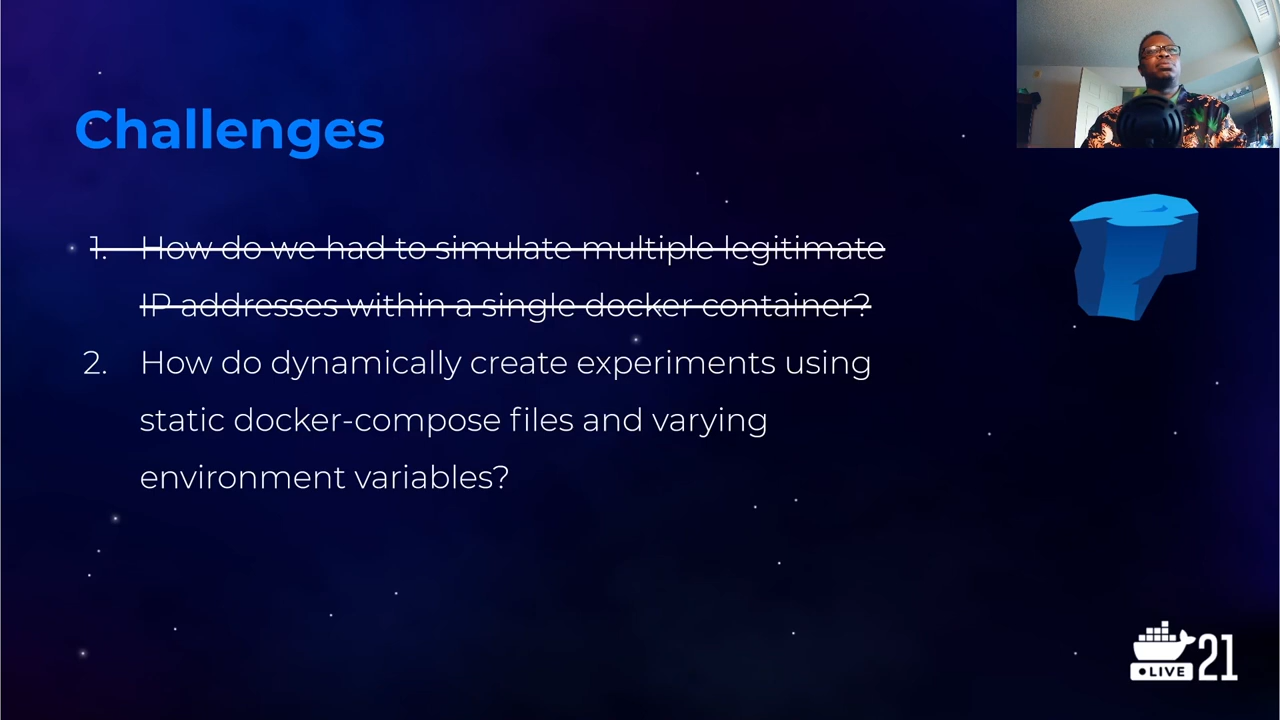 Challenges
1. How do we had to simulate multiple legitimate
IP addresses within a single docker container?
2. How do dynamically create experiments using
static docker-compose files and varying
environment variables?
LIVE 21